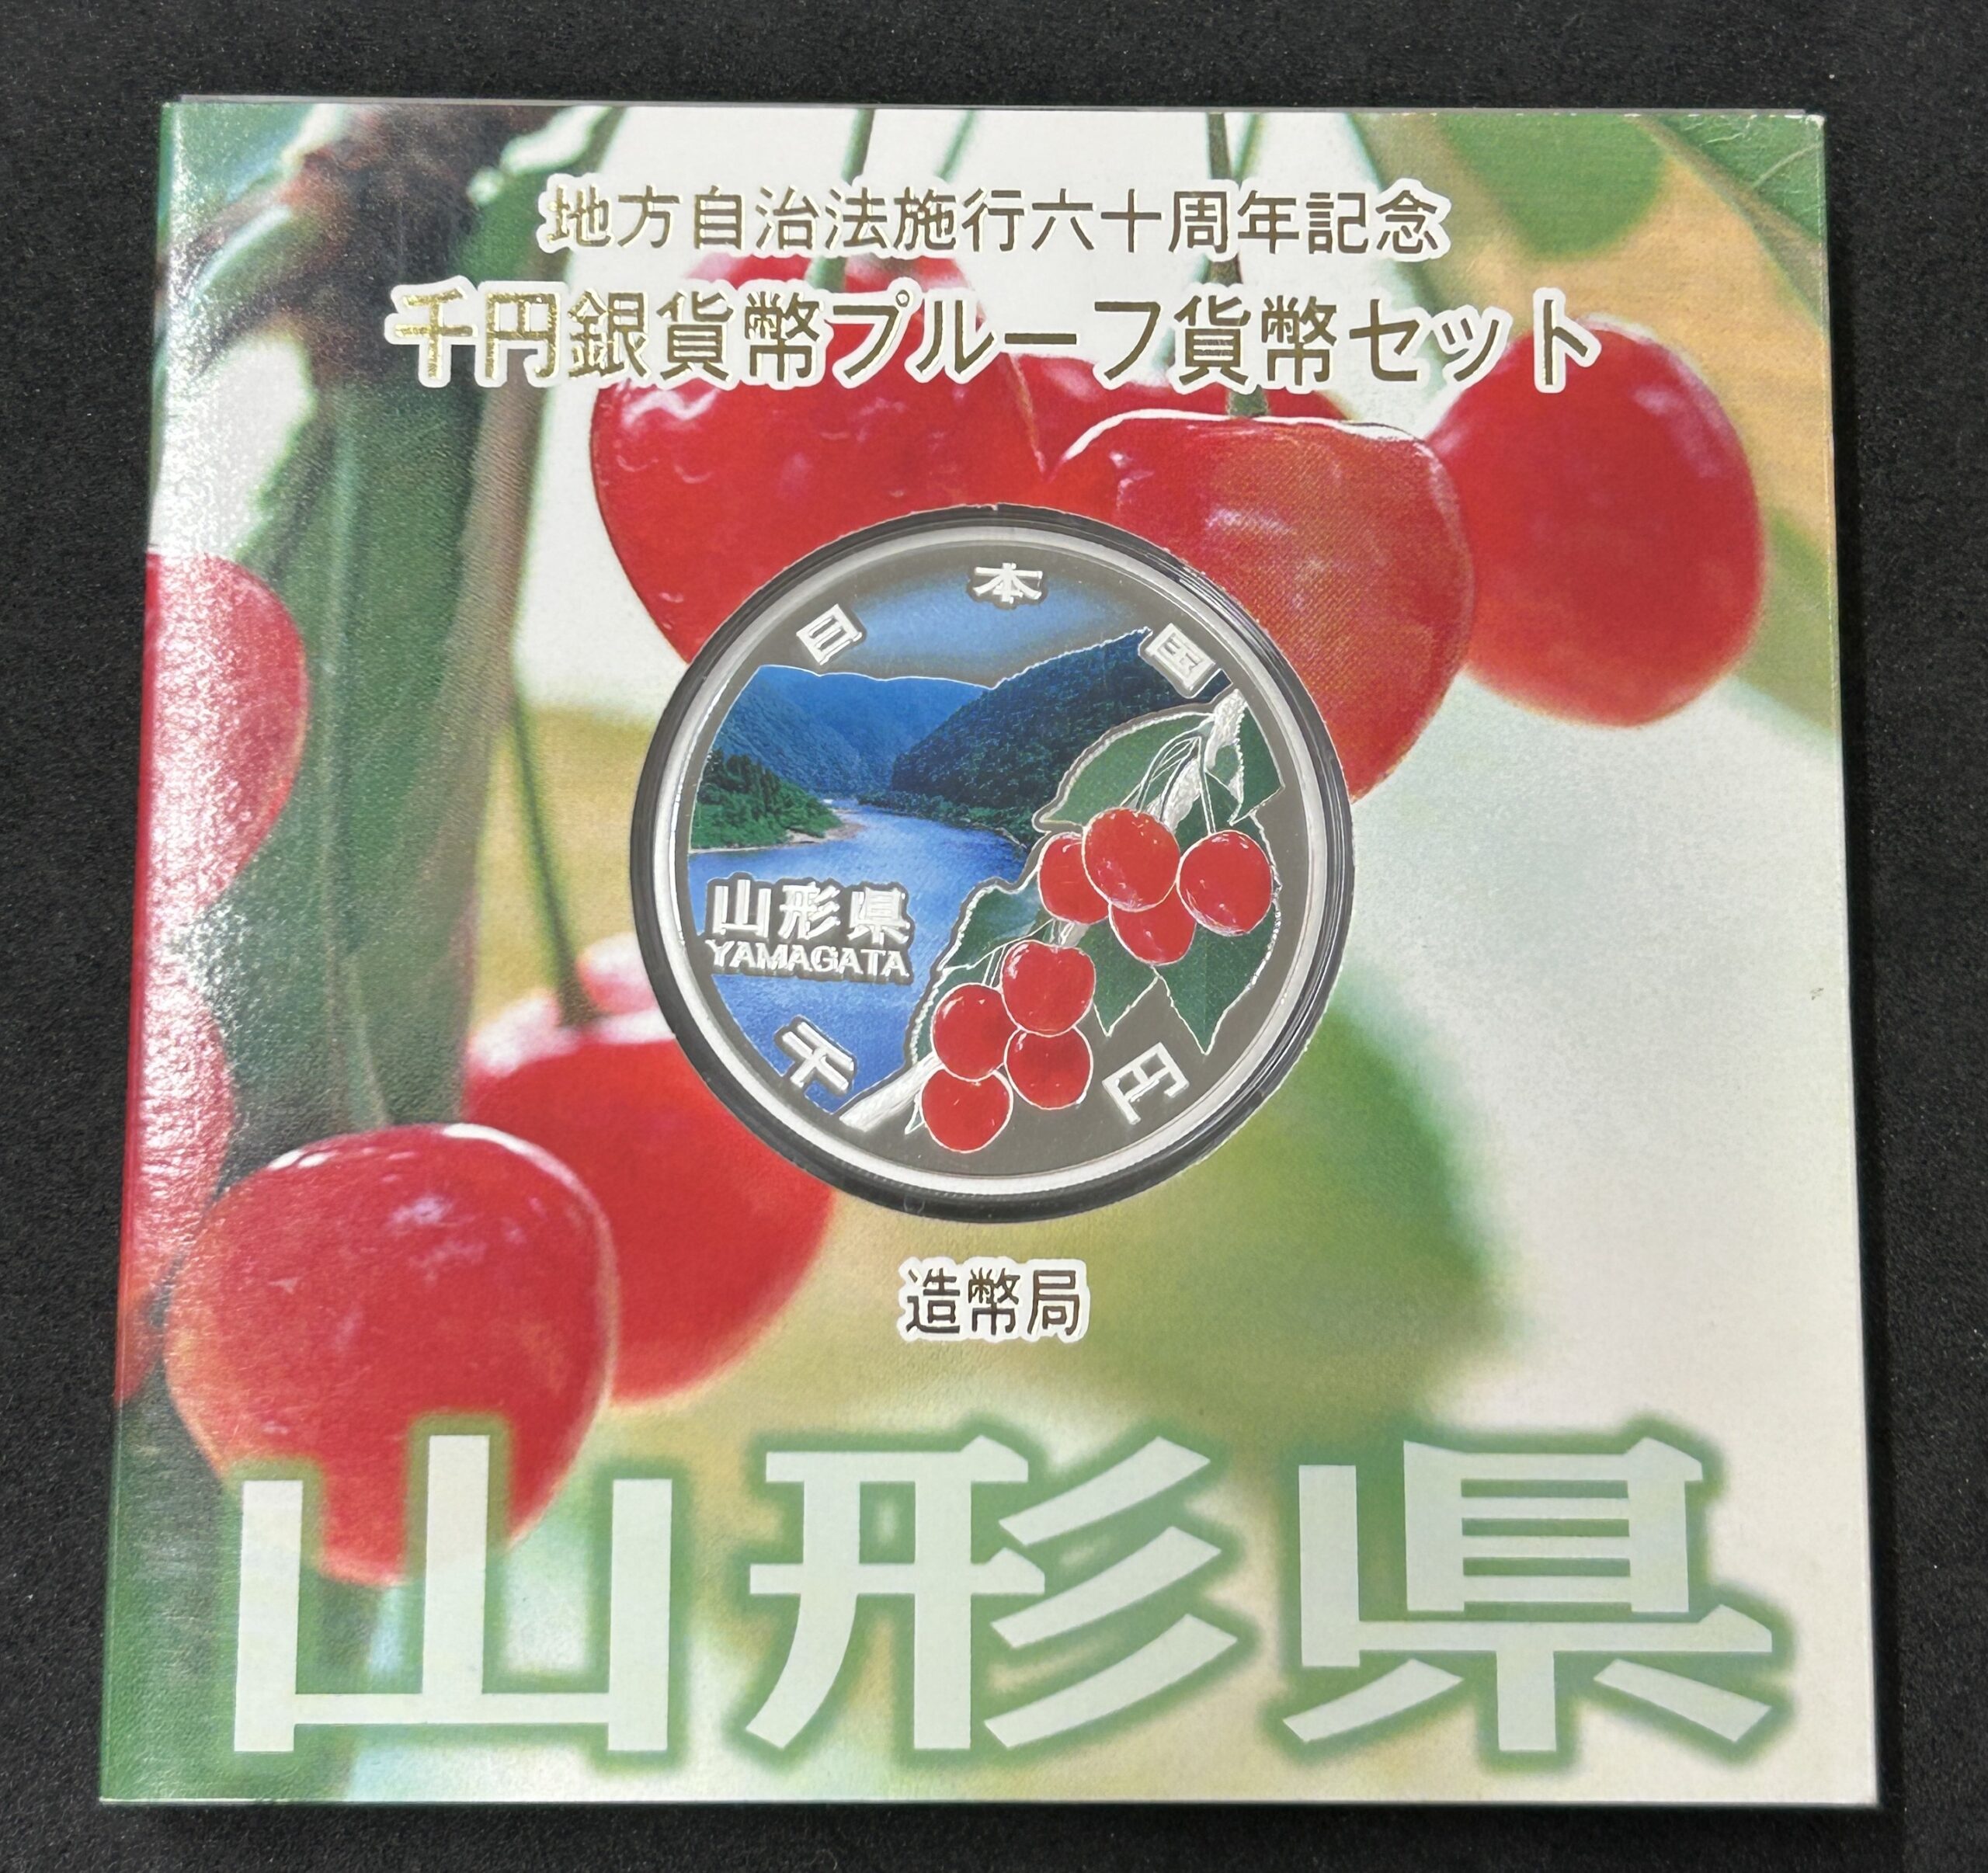 地方自治法施行六十周年記念
千円銀貨幣プルーフ貨幣セット
日本国
山形県
YAMAGATA
千円
造幣局
山形県